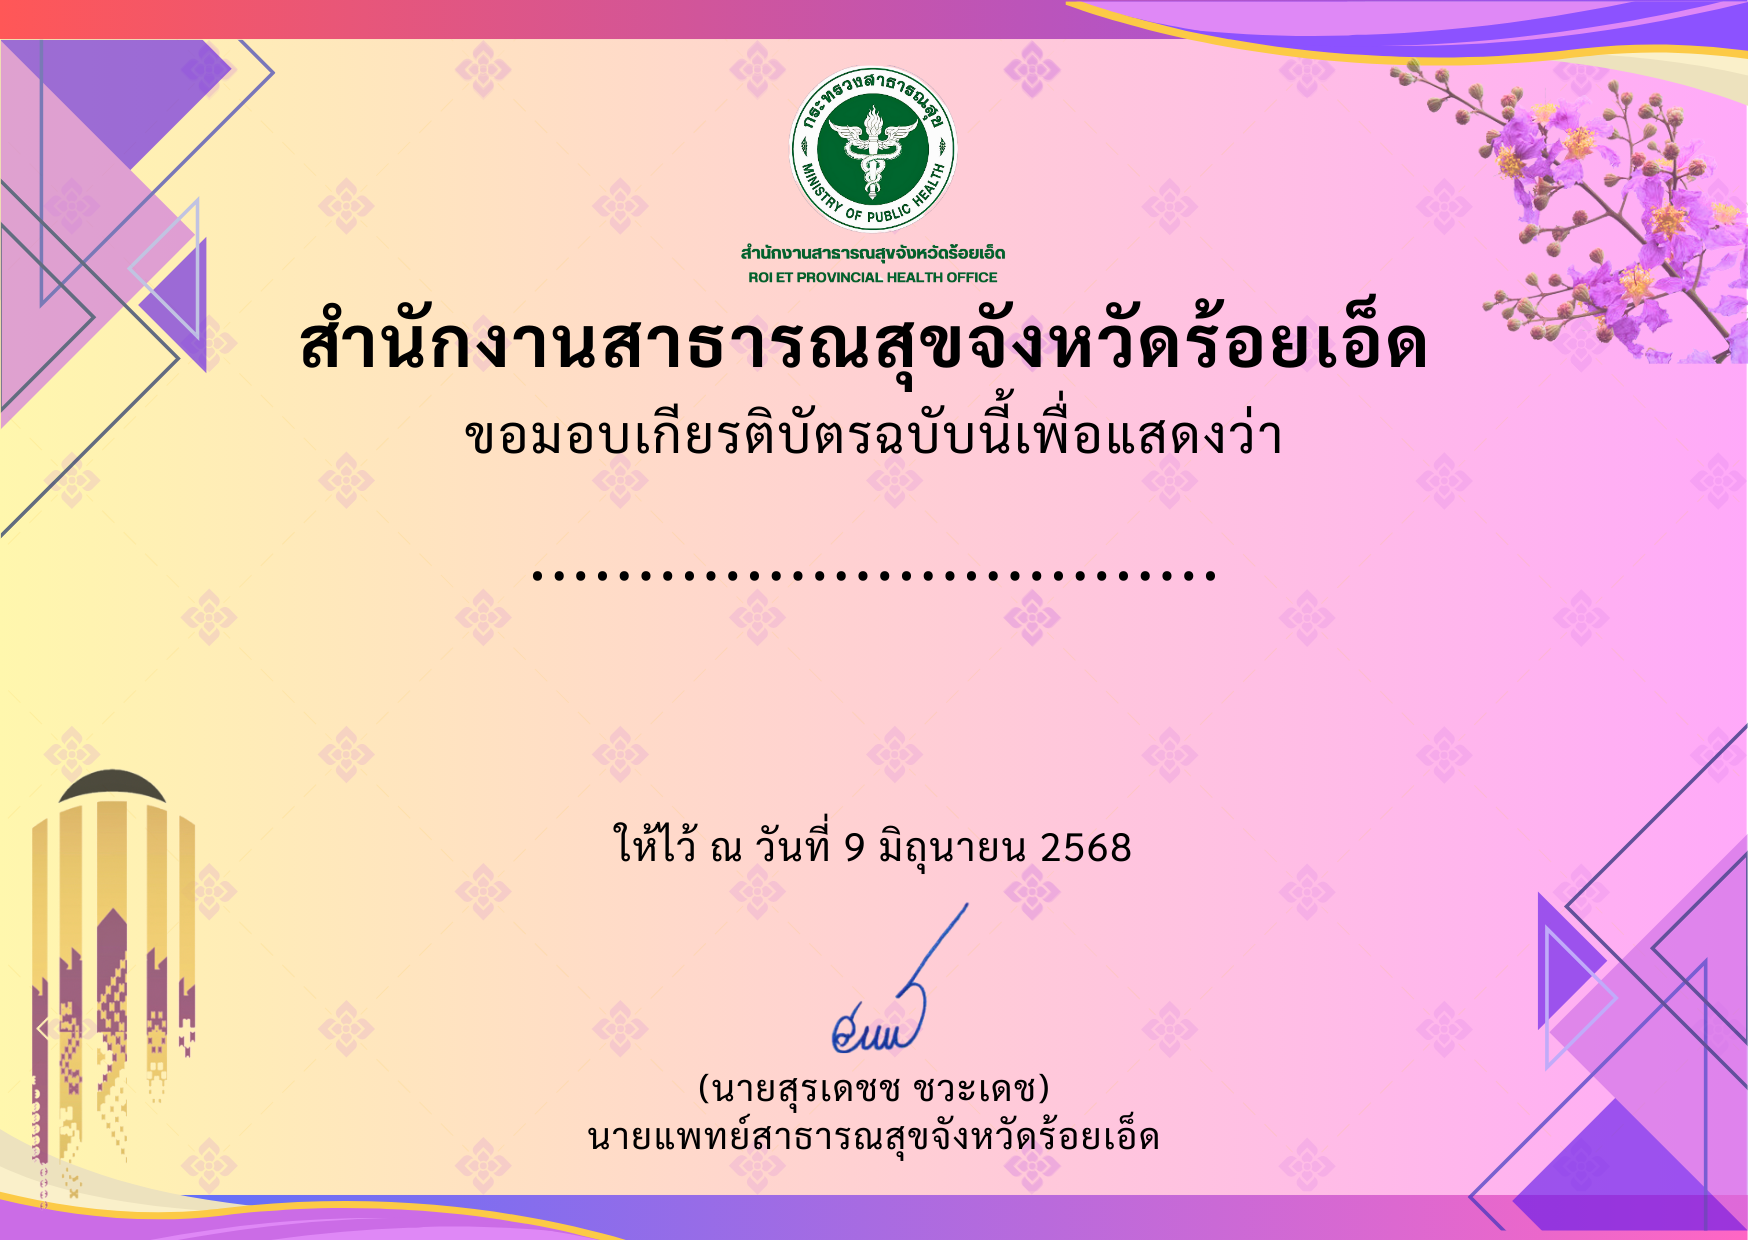 กระทรวงสาธารณสุข
MINISTRY OF PUBLIC HEALTH
สำนักงานสาธารณสุขจังหวัดร้อยเอ็ด
ROI ET PROVINCIAL HEALTH OFFICE
สำนักงานสาธารณสุขจังหวัดร้อยเอ็ด
ขอมอบเกียรติบัตรฉบับนี้เพื่อแสดงว่า
................................
ให้ไว้ ณ วันที่ 9 มิถุนายน 2568
(นายสุรเดชช ชวะเดช)
นายแพทย์สาธารณสุขจังหวัดร้อยเอ็ด